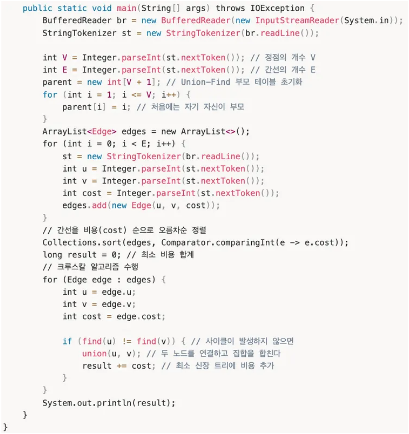 public static void main(String[] args) throws IOException {
BufferedReader br = new BufferedReader(new InputStreamReader(System.in));
StringTokenizer st = new StringTokenizer(br.readLine());
int V = Integer.parseInt(st.nextToken()); // 정점의 개수 V
int E = Integer.parseInt(st.nextToken()); // 간선의 개수 E
parent = new int[V + 1]; // Union-Find 부모 테이블 초기화
for (int i = 1; i <= V; i++) {
parent[i] = i; // 처음에는 자기 자신이 부모
}
ArrayList<Edge> edges = new ArrayList<>();
for (int i = 0; i < E; i++) {
st = new StringTokenizer(br.readLine());
int u = Integer.parseInt(st.nextToken());
int v = Integer.parseInt(st.nextToken());
int cost = Integer.parseInt(st.nextToken());
edges.add(new Edge(u, v, cost));
}
// 간선을 비용(cost) 순으로 오름차순 정렬
Collections.sort(edges, Comparator.comparingInt(e -> e.cost));
long result = 0; // 최소 비용 합계
// 크루스칼 알고리즘 수행
for (Edge edge : edges) {
int u = edge.u;
int v = edge.v;
int cost = edge.cost;
if (find(u) != find(v)) { // 사이클이 발생하지 않으면
union(u, v); // 두 노드를 연결하고 집합을 합친다
result += cost; // 최소 신장 트리에 비용 추가
}
}
System.out.println(result);
}
}